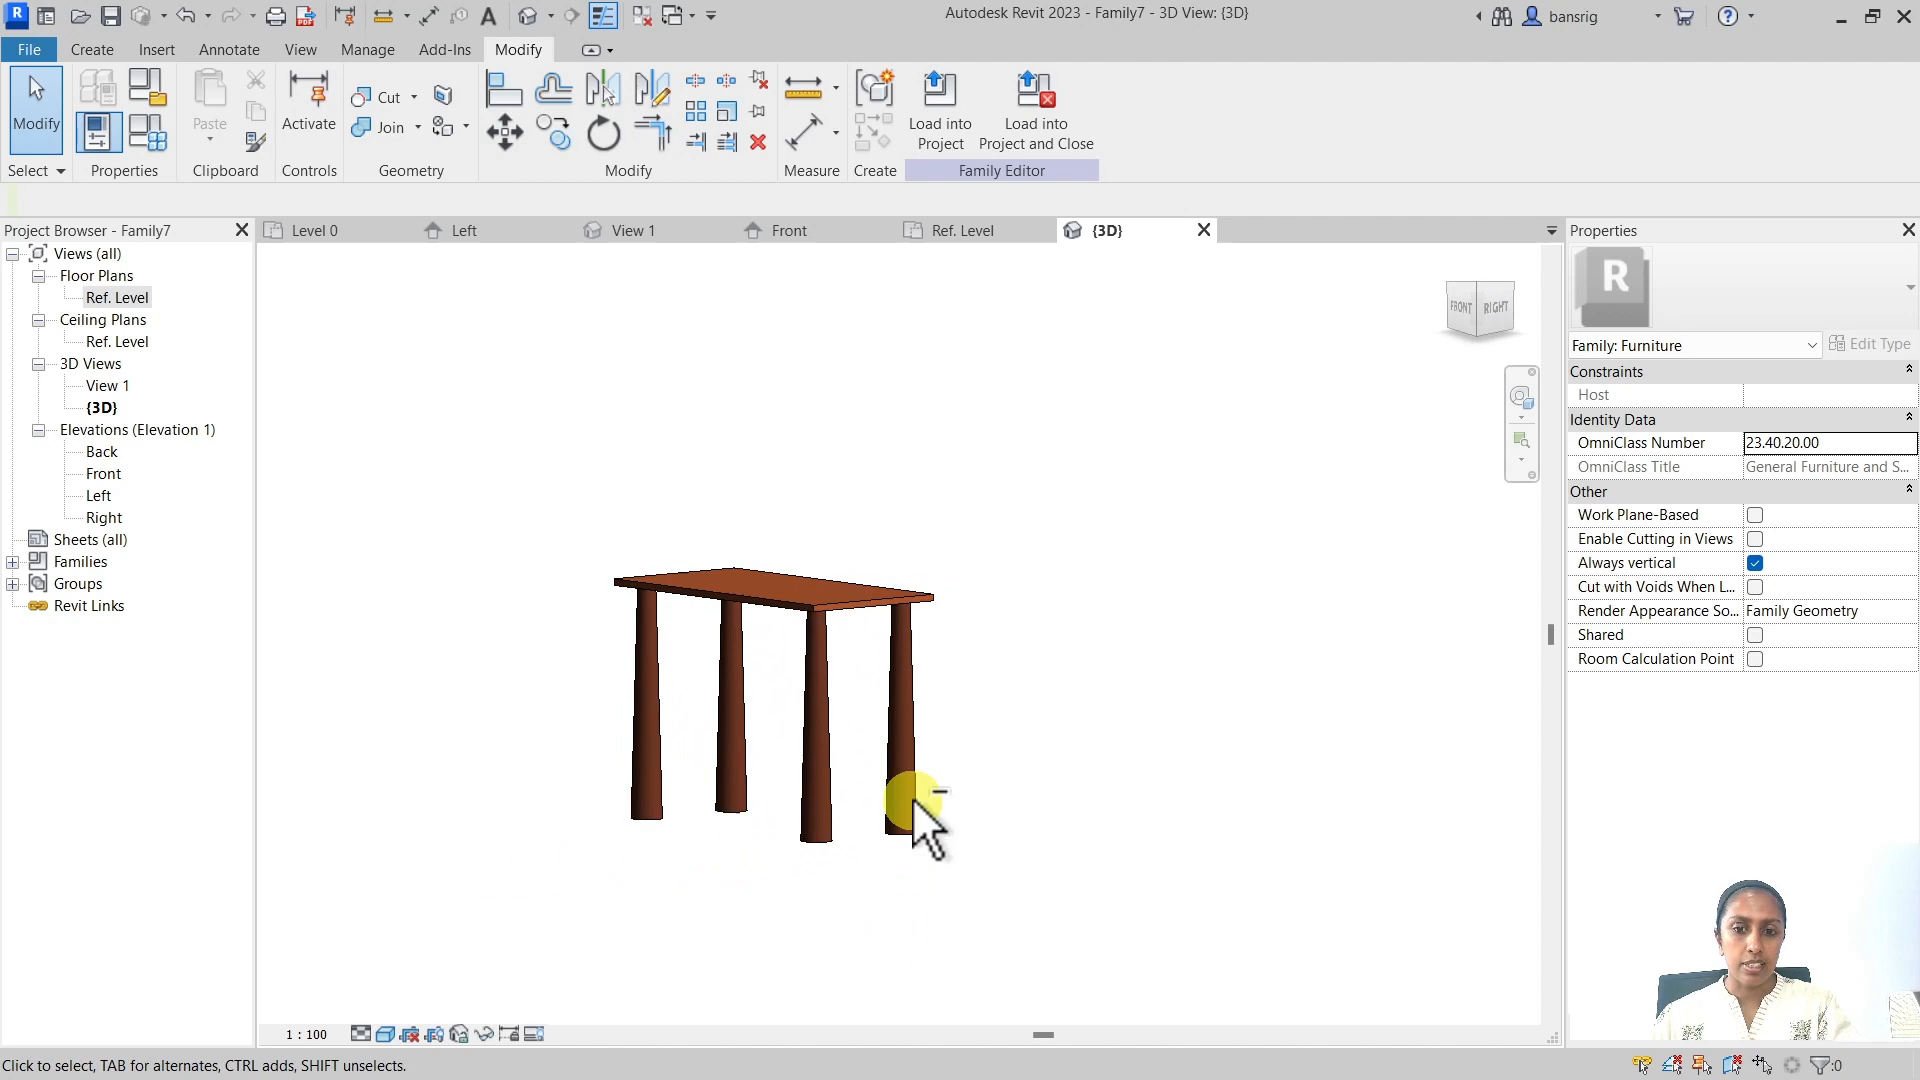 Autodesk Revit 2023 - Family7 - 3D View: {3D}
bansrig
File Create Insert Annotate View Manage Add-Ins Modify
Modify
Paste
Activate
Cut
Join
Load into Project
Load into Project and Close
Select Properties Clipboard Controls Geometry Modify Measure Create Family Editor
Project Browser - Family7
Level 0 Left View 1 Front Ref. Level {3D}
Properties
Views (all)
Floor Plans
Ref. Level
Ceiling Plans
Ref. Level
3D Views
View 1
{3D}
Elevations (Elevation 1)
Back
Front
Left
Right
Sheets (all)
Families
Groups
Revit Links
FRONT RIGHT
R
Family: Furniture Edit Type
Constraints
Host
Identity Data
OmniClass Number 23.40.20.00
OmniClass Title General Furniture and S...
Other
Work Plane-Based
Enable Cutting in Views
Always vertical
Cut with Voids When L...
Render Appearance So... Family Geometry
Shared
Room Calculation Point
1 : 100
Click to select, TAB for alternates, CTRL adds, SHIFT unselects.
:0